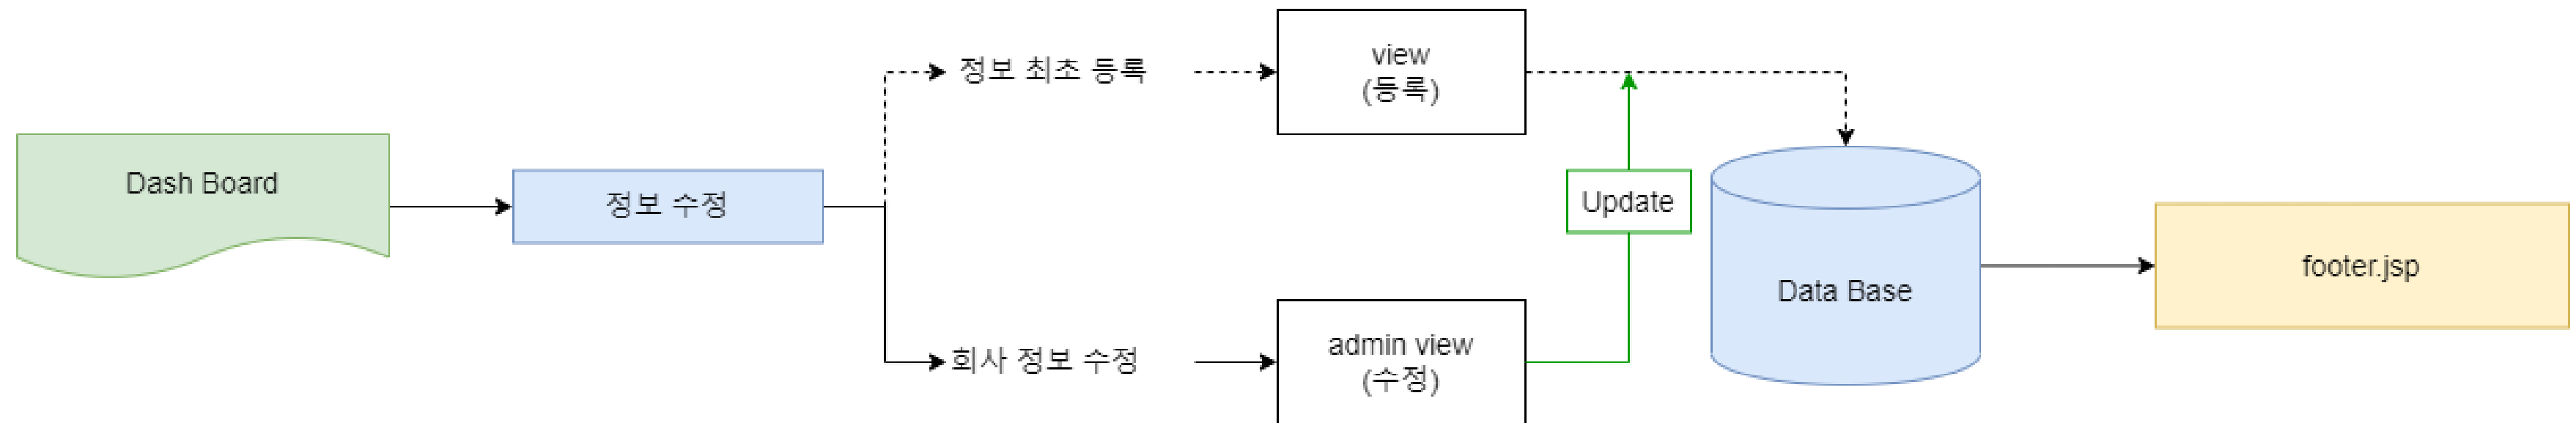 Dash Board
정보 수정
정보 최초 등록
회사 정보 수정
view
(등록)
admin view
(수정)
Update
Data Base
footer.jsp